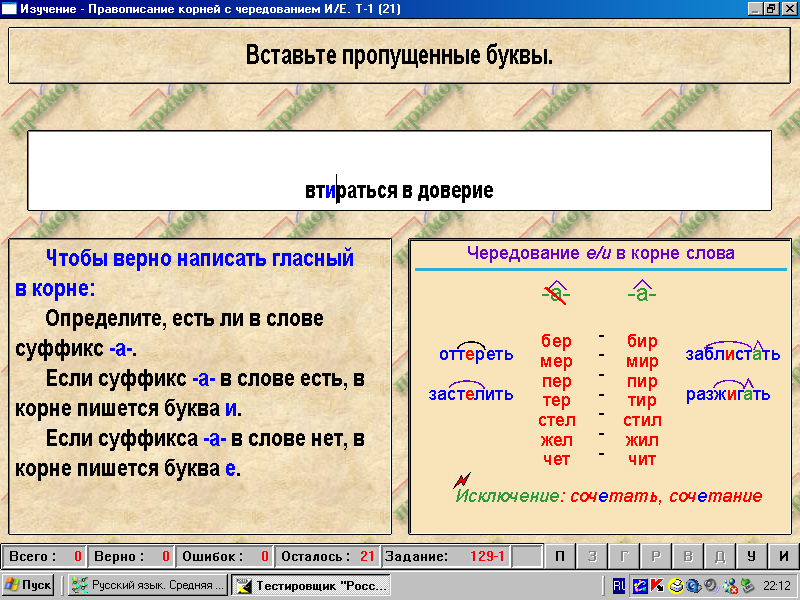 Изучение - Правописание корней с чередованием И/Е. Т-1 (21)
Вставьте пропущенные буквы.
втираться в доверие
Чтобы верно написать гласный
в корне:
Определите, есть ли в слове
суффикс -а-.
Если суффикс -а- в слове есть, в
корне пишется буква и.
Если суффикса -а- в слове нет, в
корне пишется буква е.
Чередование е/и в корне слова
-а- -а-
бер - бир
оттереть мер - мир заблистать
пер - пир
застелить тер - тир разжигать
стел - стил
жел - жил
чет - чит
Исключение: сочетать, сочетание
Всего : 0 Верно : 0 Ошибок : 0 Осталось : 21 Задание: 129-1 П З Г Р В Д У И
Пуск Русский язык. Средняя ... Тестировщик "Росс... RU 22:12